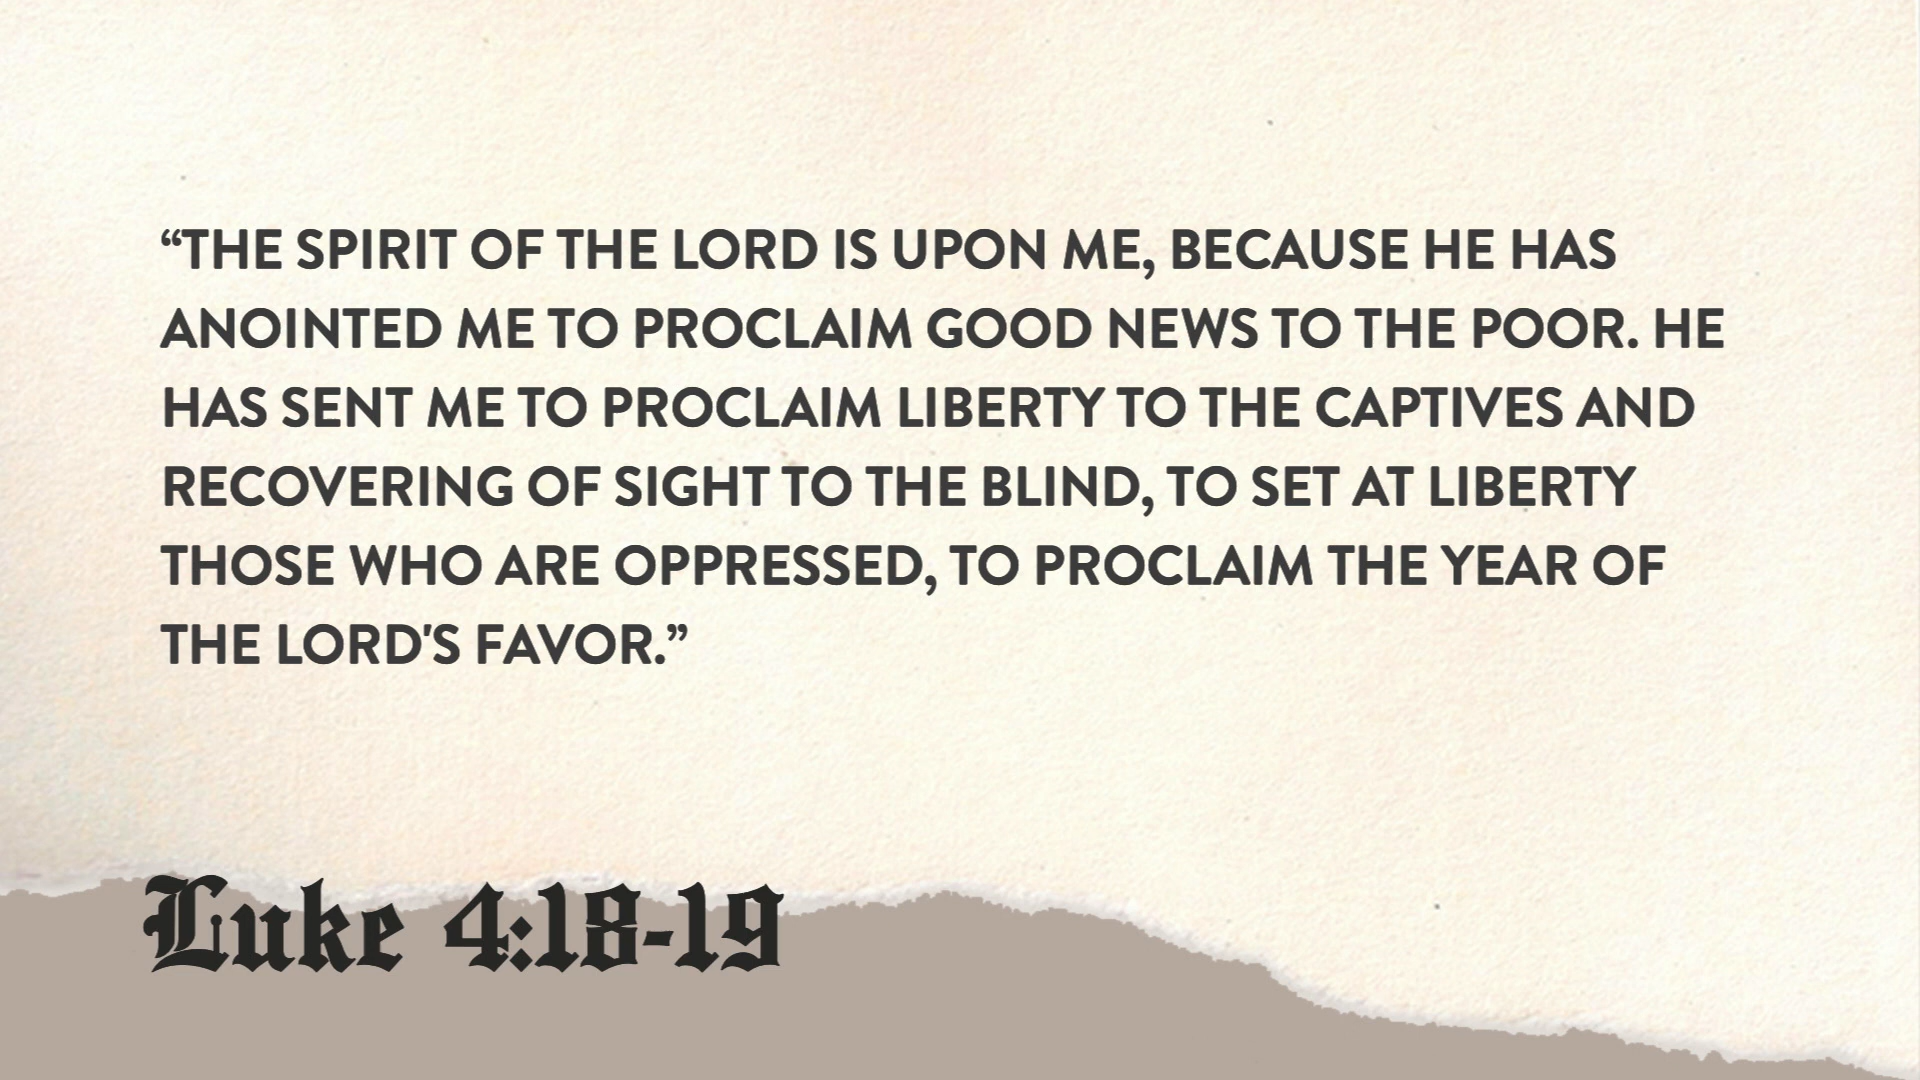 “THE SPIRIT OF THE LORD IS UPON ME, BECAUSE HE HAS
ANOINTED ME TO PROCLAIM GOOD NEWS TO THE POOR. HE
HAS SENT ME TO PROCLAIM LIBERTY TO THE CAPTIVES AND
RECOVERING OF SIGHT TO THE BLIND, TO SET AT LIBERTY
THOSE WHO ARE OPPRESSED, TO PROCLAIM THE YEAR OF
THE LORD'S FAVOR.”
Luke 4:18-19